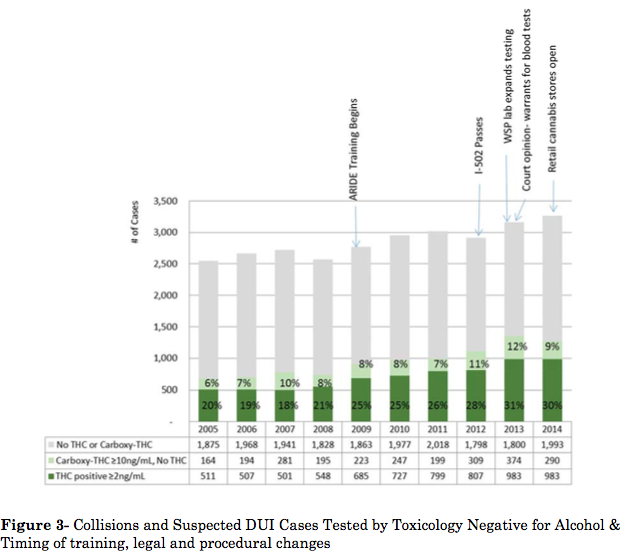 ARIDE Training Begins
I-502 Passes
WSP lab expands testing
Court opinion- warrants for blood tests
Retail cannabis stores open
# of Cases
3,500
3,000
2,500
2,000
1,500
1,000
500
-
6% 7% 10% 8% 8% 8% 7% 11% 12% 9%
20% 19% 18% 21% 25% 25% 26% 28% 31% 30%
2005 2006 2007 2008 2009 2010 2011 2012 2013 2014
No THC or Carboxy-THC 1,875 1,968 1,941 1,828 1,863 1,977 2,018 1,798 1,800 1,993
Carboxy-THC ≥10ng/mL, No THC 164 194 281 195 223 247 199 309 374 290
THC positive ≥2ng/mL 511 507 501 548 685 727 799 807 983 983
Figure 3- Collisions and Suspected DUI Cases Tested by Toxicology Negative for Alcohol &
Timing of training, legal and procedural changes